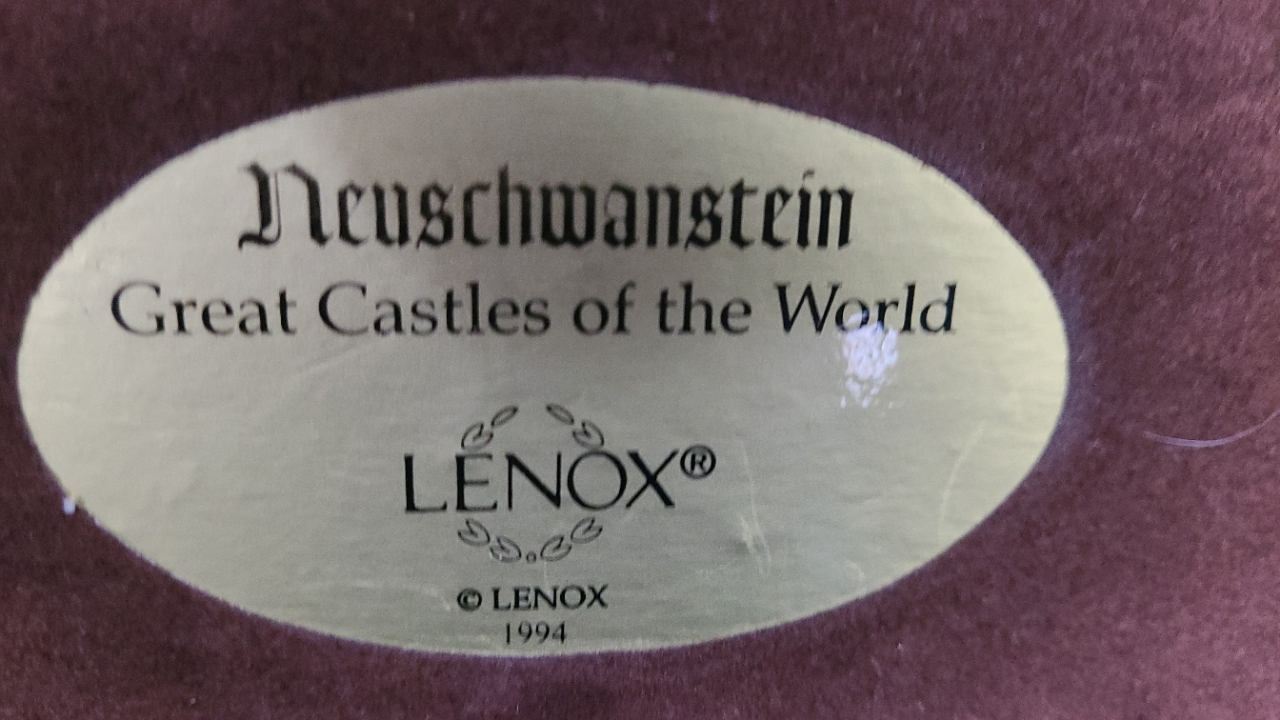 Neuschwanstein
Great Castles of the World
LENOX®
© LENOX
1994